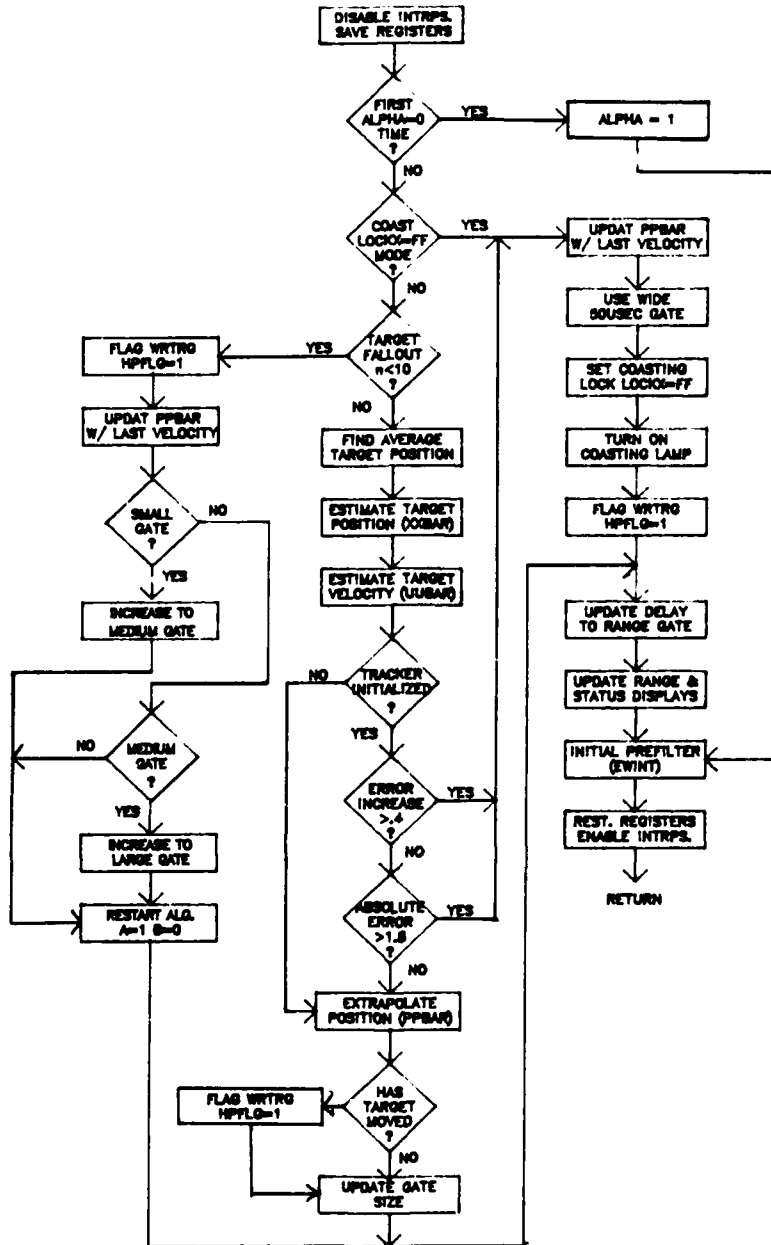 DISABLE INTRPS.
SAVE REGISTERS
FIRST
ALPHA=0
TIME
?
YES
ALPHA = 1
NO
COAST
LOCKX=FF
MODE
?
YES
UPDAT PPBAR
W/ LAST VELOCITY
NO
USE WIDE
50USEC GATE
TARGET
FALLOUT
n<10
?
YES
FLAG WRTRG
HPFLG=1
NO
SET COASTING
LOCK LOCKX=FF
UPDAT PPBAR
W/ LAST VELOCITY
FIND AVERAGE
TARGET POSITION
TURN ON
COASTING LAMP
SMALL
GATE
?
NO
YES
ESTIMATE TARGET
POSITION (XXBAR)
FLAG WRTRG
HPFLG=1
INCREASE TO
MEDIUM GATE
ESTIMATE TARGET
VELOCITY (UUBAR)
UPDATE DELAY
TO RANGE GATE
TRACKER
INITIALIZED
?
NO
YES
UPDATE RANGE &
STATUS DISPLAYS
MEDIUM
GATE
?
NO
YES
INITIAL PREFILTER
(EWINT)
ERROR
INCREASE
>.4
?
YES
NO
REST. REGISTERS
ENABLE INTRPS.
INCREASE TO
LARGE GATE
RETURN
RESTART ALG.
A=1 B=0
ABSOLUTE
ERROR
>1.6
?
YES
NO
EXTRAPOLATE
POSITION (PPBAR)
HAS
TARGET
MOVED
?
FLAG WRTRG
HPFLG=1
NO
UPDATE GATE
SIZE